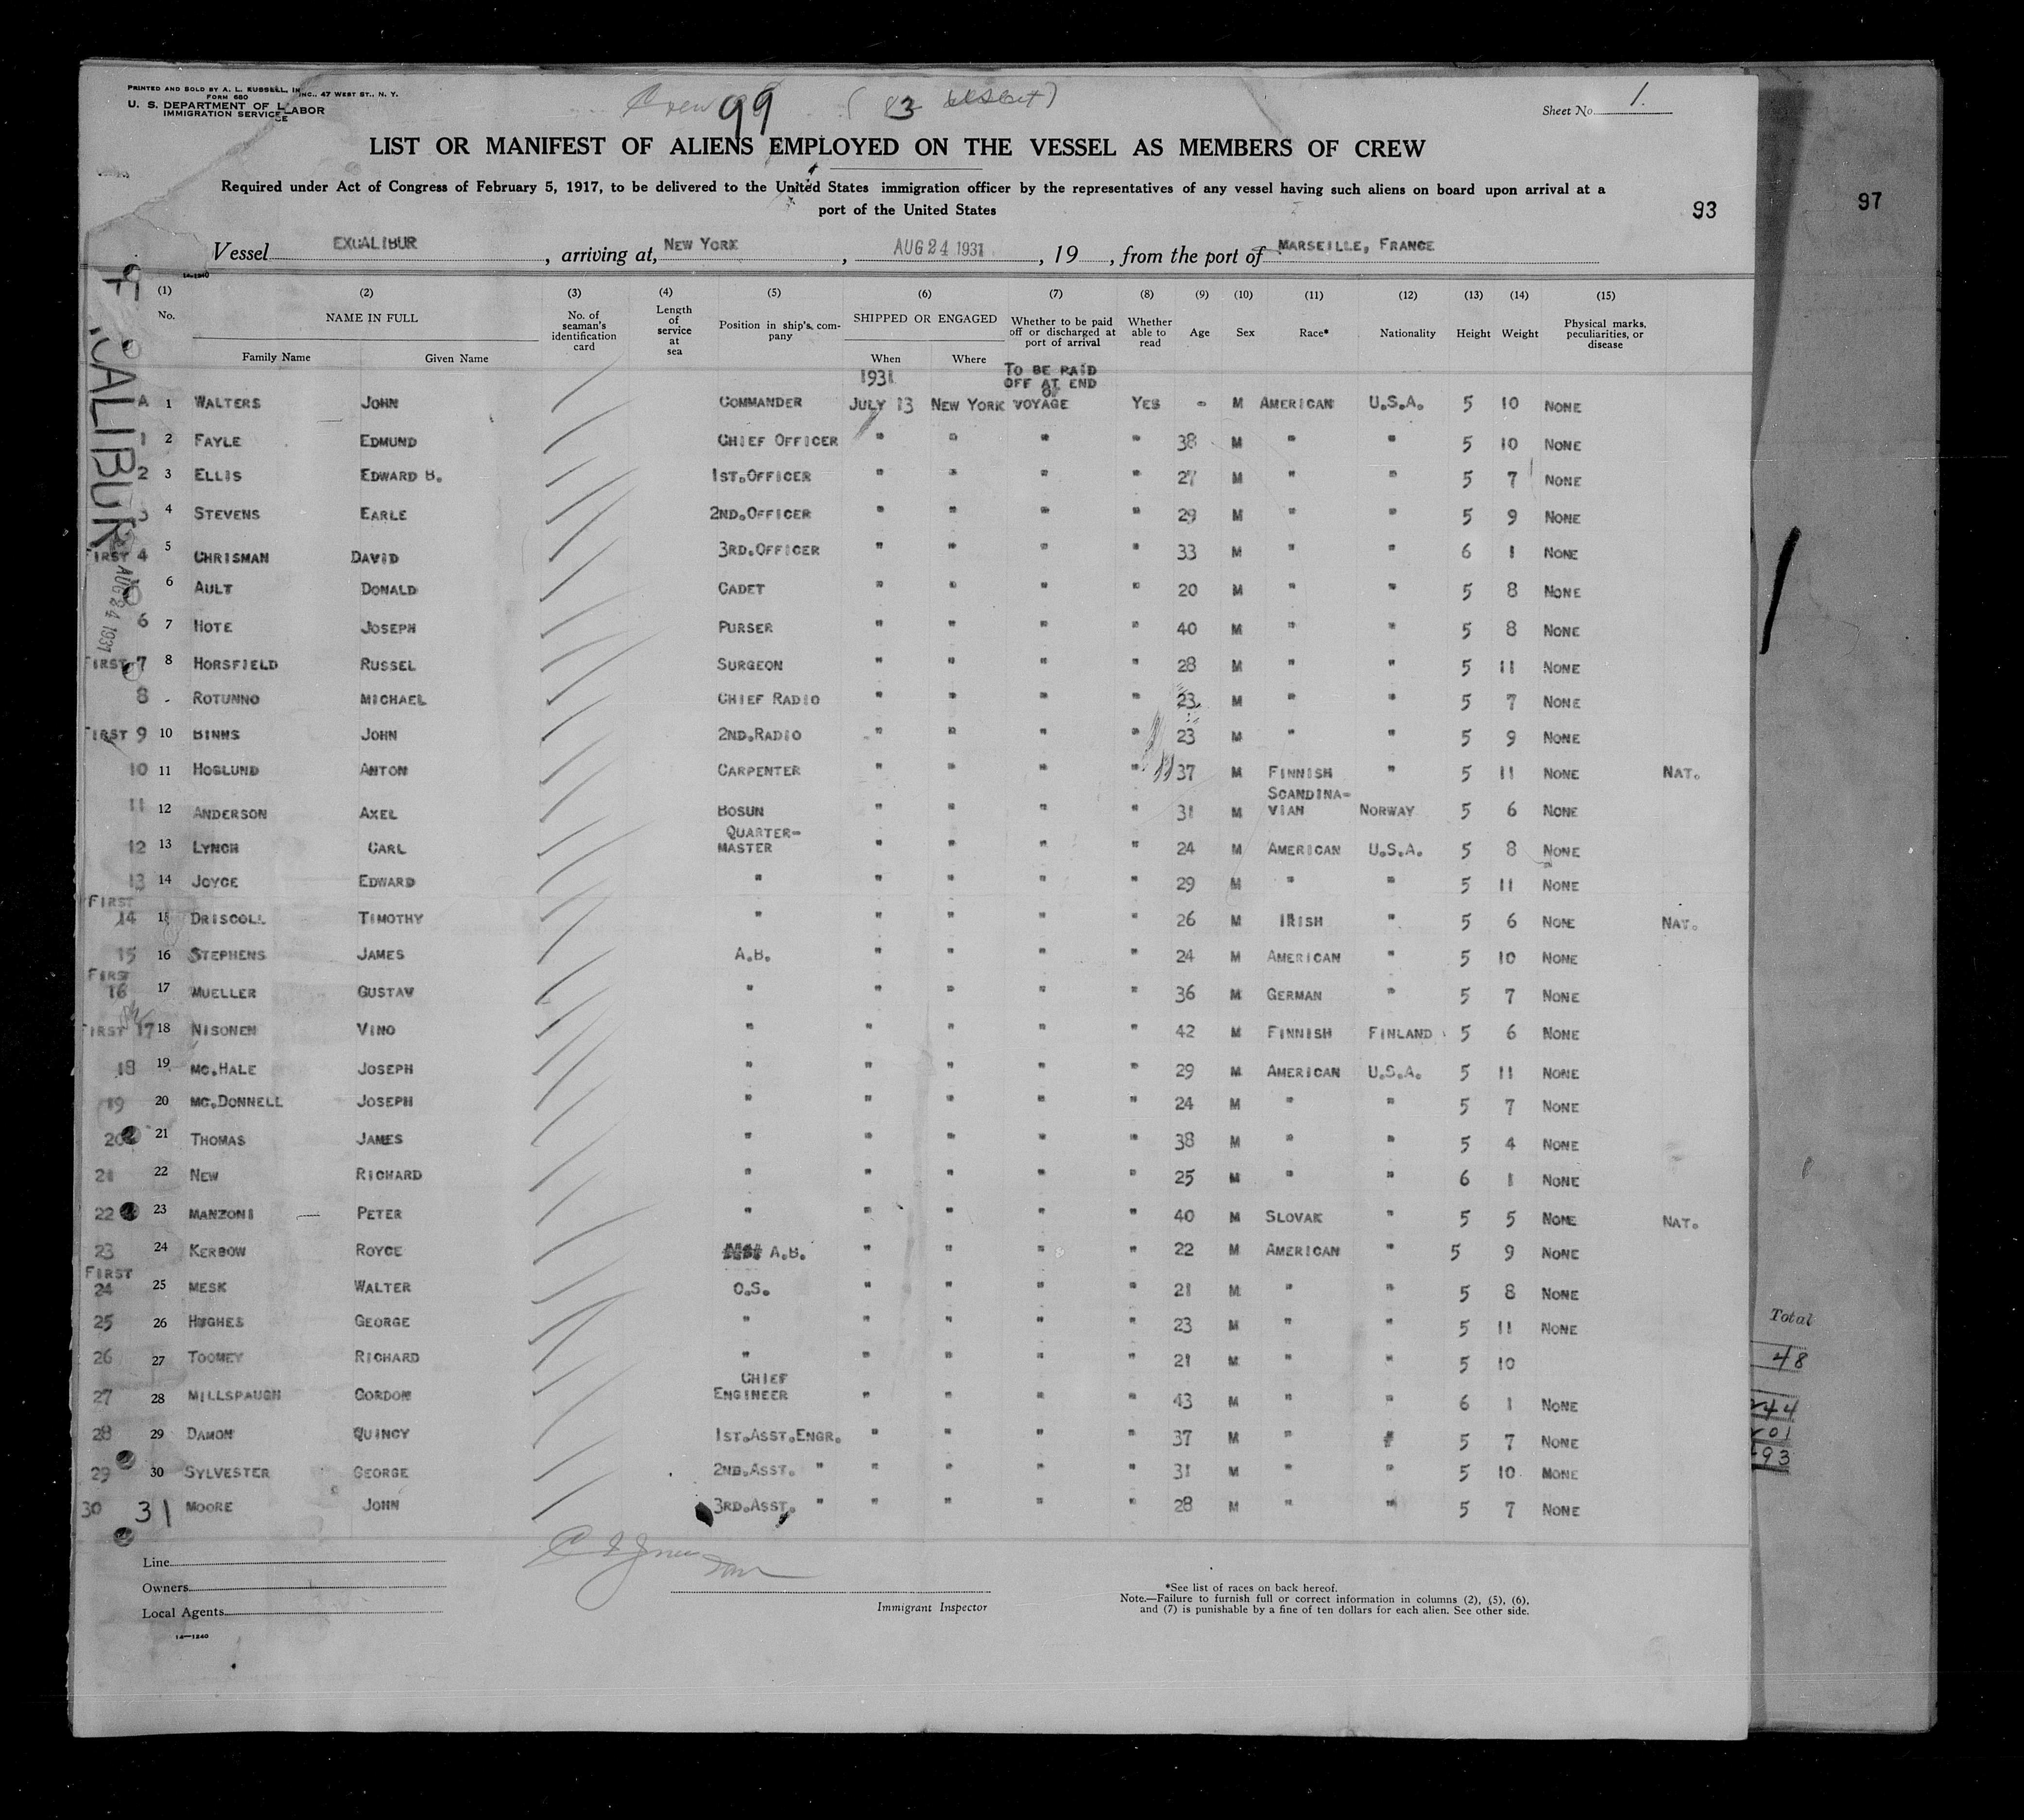 PRINTED AND SOLD BY A. L. RUSSELL, INC., 47 WEST ST., N. Y.
FORM 680
U. S. DEPARTMENT OF LABOR
IMMIGRATION SERVICE
Crew 99 ( 83
Sheet No. 1.
LIST OR MANIFEST OF ALIENS EMPLOYED ON THE VESSEL AS MEMBERS OF CREW
Required under Act of Congress of February 5, 1917, to be delivered to the United States immigration officer by the representatives of any vessel having such aliens on board upon arrival at a
port of the United States
93
97
Vessel EXCALIBUR, arriving at, NEW YORK, AUG 24 1931, 19 , from the port of MARSEILLE, FRANCE
14-1240
(1) (2) (3) (4) (5) (6) (7) (8) (9) (10) (11) (12) (13) (14) (15)
No. NAME IN FULL Family Name Given Name No. of seaman's identification card Length of service at sea Position in ship's company SHIPPED OR ENGAGED When Where Whether to be paid off or discharged at port of arrival Whether able to read Age Sex Race* Nationality Height Weight Physical marks, peculiarities, or disease
1931 TO BE PAID OFF AT END OF
A 1 WALTERS JOHN COMMANDER JULY 13 NEW YORK VOYAGE YES - M AMERICAN U.S.A. 5 10 NONE
1 2 FAYLE EDMUND CHIEF OFFICER " " " " 38 M " " 5 10 NONE
2 3 ELLIS EDWARD B. 1ST.OFFICER " " " " 27 M " " 5 7 NONE
3 4 STEVENS EARLE 2ND.OFFICER " " " " 29 M " " 5 9 NONE
FIRST 4 5 CHRISMAN DAVID 3RD.OFFICER " " " " 33 M " " 6 1 NONE
6 AULT DONALD CADET " " " " 20 M " " 5 8 NONE
6 7 HOTE JOSEPH PURSER " " " " 40 M " " 5 8 NONE
FIRST 7 8 HORSFIELD RUSSEL SURGEON " " " " 28 M " " 5 11 NONE
8 - ROTUNNO MICHAEL CHIEF RADIO " " " " 23 M " " 5 7 NONE
FIRST 9 10 BINNS JOHN 2ND.RADIO " " " " 23 M " " 5 9 NONE
10 11 HOGLUND ANTON CARPENTER " " " " 37 M FINNISH " 5 11 NONE NAT.
11 12 ANDERSON AXEL BOSUN " " " " 31 M SCANDINA-VIAN NORWAY 5 6 NONE
12 13 LYNCH CARL QUARTER-MASTER " " " " 24 M AMERICAN U.S.A. 5 8 NONE
13 14 JOYCE EDWARD " " " " " 29 M " " 5 11 NONE
FIRST 14 15 DRISCOLL TIMOTHY " " " " " 26 M IRISH " 5 6 NONE NAT.
15 16 STEPHENS JAMES A.B. " " " " 24 M AMERICAN " 5 10 NONE
FIRST 16 17 MUELLER GUSTAV " " " " " 36 M GERMAN " 5 7 NONE
FIRST 17 18 NISONEN VINO " " " " " 42 M FINNISH FINLAND 5 6 NONE
18 19 MC.HALE JOSEPH " " " " " 29 M AMERICAN U.S.A. 5 11 NONE
19 20 MC.DONNELL JOSEPH " " " " " 24 M " " 5 7 NONE
20 21 THOMAS JAMES " " " " " 38 M " " 5 4 NONE
21 22 NEW RICHARD " " " " " 25 M " " 6 1 NONE
22 23 MANZONI PETER " " " " " 40 M SLOVAK " 5 5 NONE NAT.
23 24 KERBOW ROYCE A.B. " " " " 22 M AMERICAN " 5 9 NONE
FIRST 24 25 MESK WALTER O.S. " " " " 21 M " " 5 8 NONE
25 26 HUGHES GEORGE " " " " " 23 M " " 5 11 NONE
26 27 TOOMEY RICHARD " " " " " 21 M " " 5 10
27 28 MILLSPAUGH GORDON CHIEF ENGINEER " " " " 43 M " " 6 1 NONE
28 29 DAMON QUINCY 1ST.ASST.ENGR. " " " " 37 M " " 5 7 NONE
29 30 SYLVESTER GEORGE 2ND.ASST. " " " " " 31 M " " 5 10 NONE
30 31 MOORE JOHN 3RD.ASST. " " " " " 28 M " " 5 7 NONE
AUG 24 1931
Total
48
Line
Owners
Local Agents
14-1240
Immigrant Inspector
*See list of races on back hereof.
Note.—Failure to furnish full or correct information in columns (2), (5), (6),
and (7) is punishable by a fine of ten dollars for each alien. See other side.